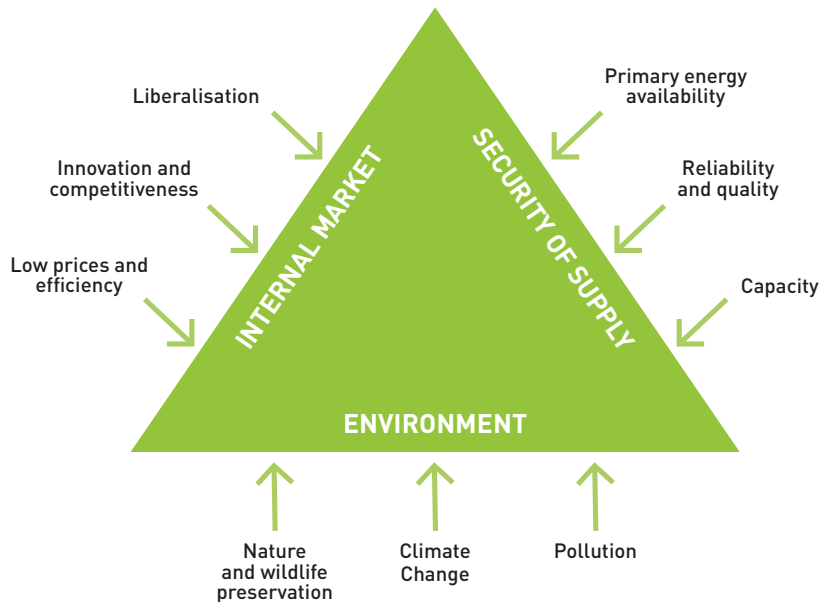 Liberalisation
Innovation and
competitiveness
Low prices and
efficiency
INTERNAL MARKET
Primary energy
availability
Reliability
and quality
Capacity
SECURITY OF SUPPLY
ENVIRONMENT
Nature
and wildlife
preservation
Climate
Change
Pollution